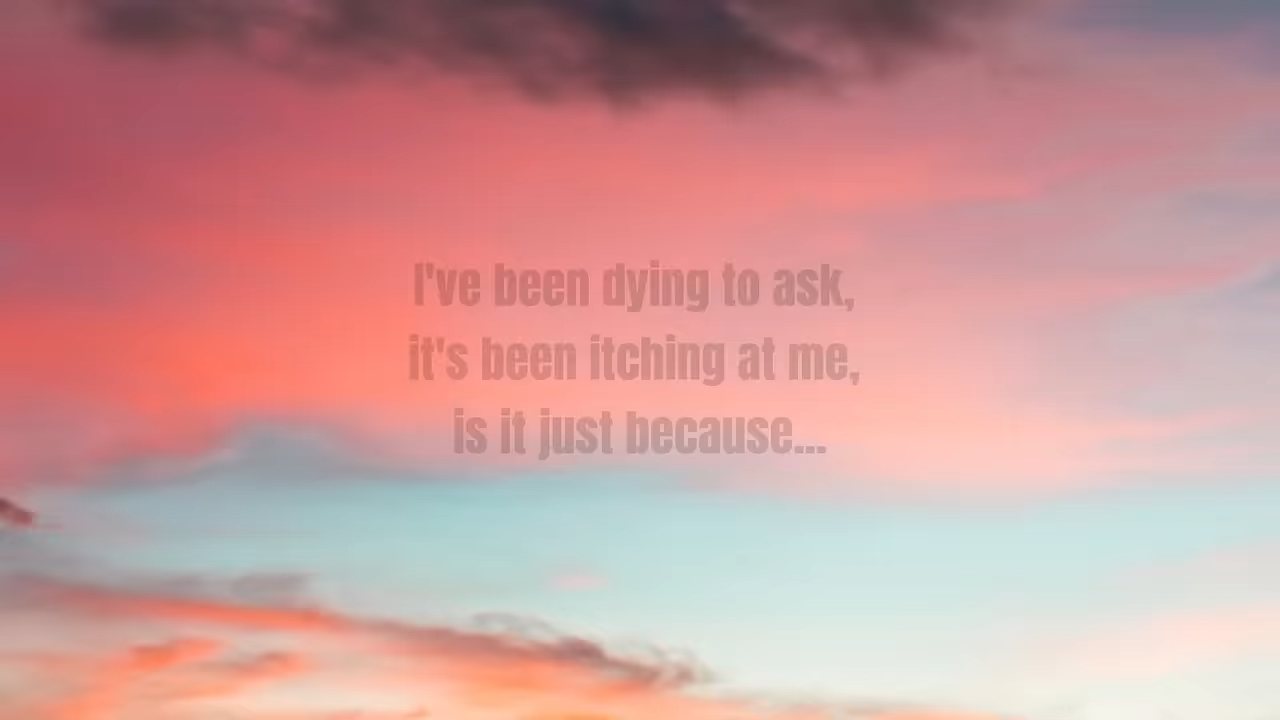 I've been dying to ask,
it's been itching at me,
is it just because...